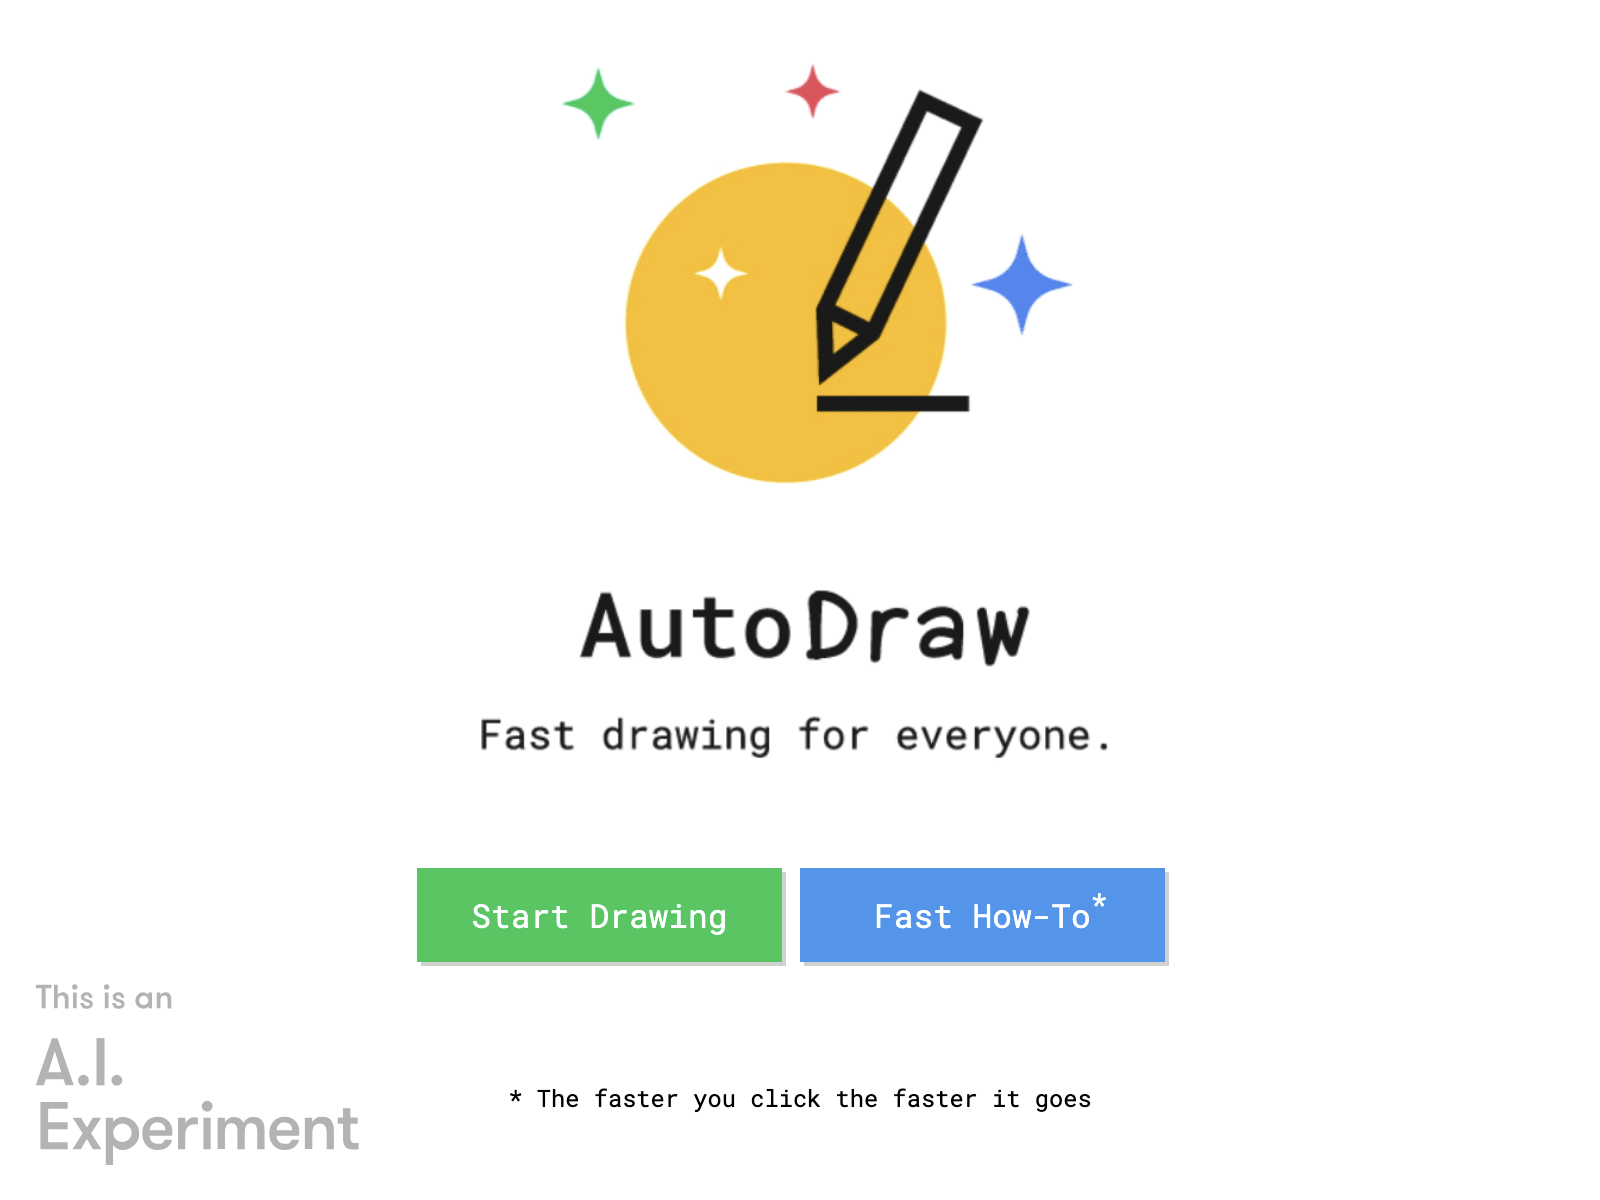 AutoDraw
Fast drawing for everyone.
Start Drawing
Fast How-To*
This is an
A.I.
Experiment
* The faster you click the faster it goes